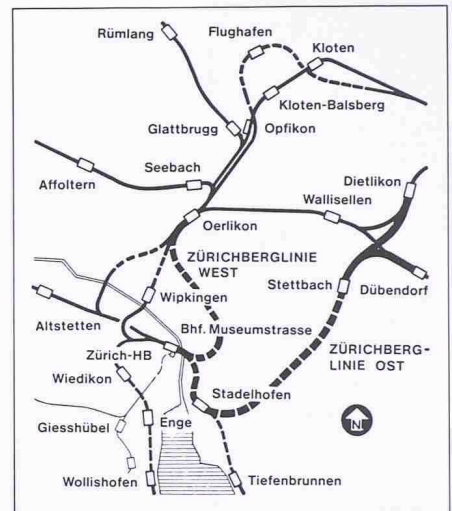 Rümlang
Flughafen
Kloten
Kloten-Balsberg
Glattbrugg
Opfikon
Seebach
Affoltern
Dietlikon
Wallisellen
Oerlikon
ZÜRICHBERGLINIE
WEST
Stettbach
Dübendorf
Wipkingen
Altstetten
Bhf. Museumstrasse
Zürich-HB
ZÜRICHBERG-
LINIE OST
Wiedikon
Stadelhofen
Giesshübel
Enge
N
Wollishofen
Tiefenbrunnen